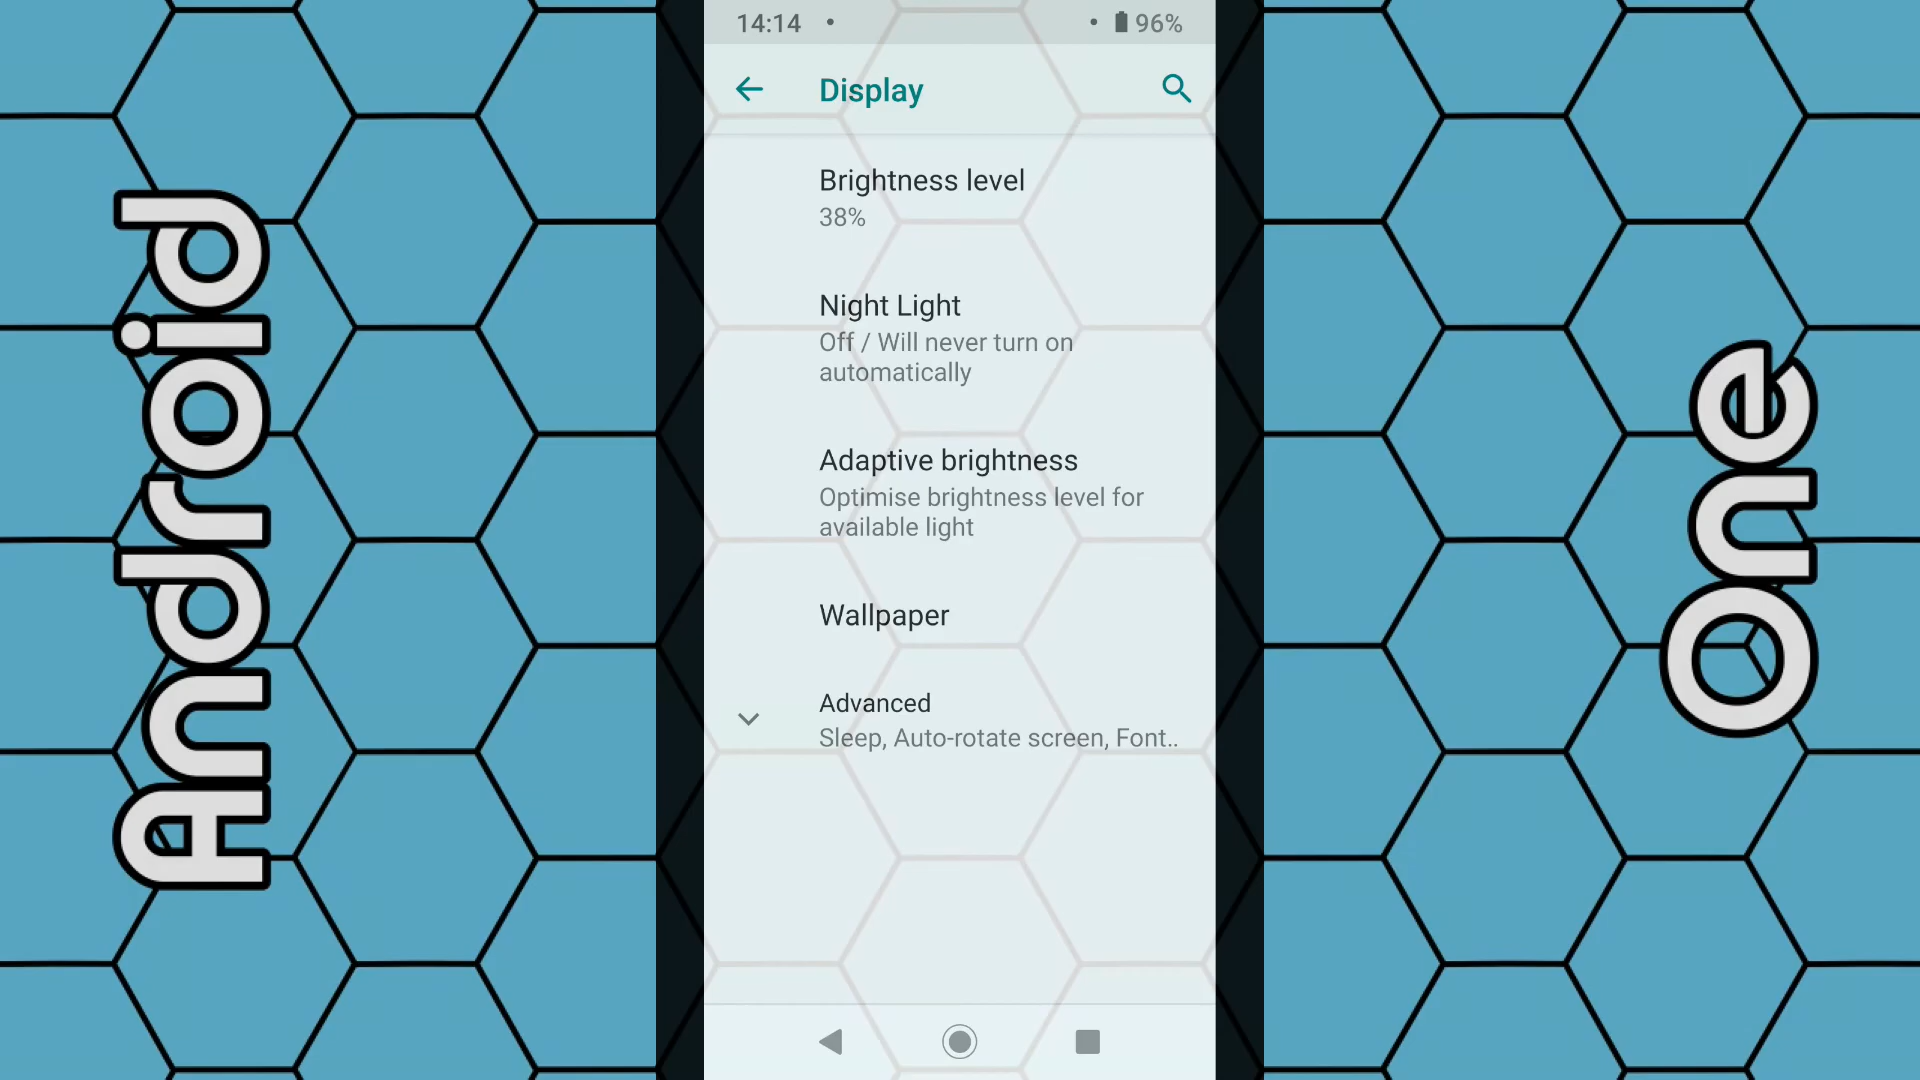 Android
14:14
96%
Display
Brightness level
38%
Night Light
Off / Will never turn on
automatically
Adaptive brightness
Optimise brightness level for
available light
Wallpaper
Advanced
Sleep, Auto-rotate screen, Font..
One